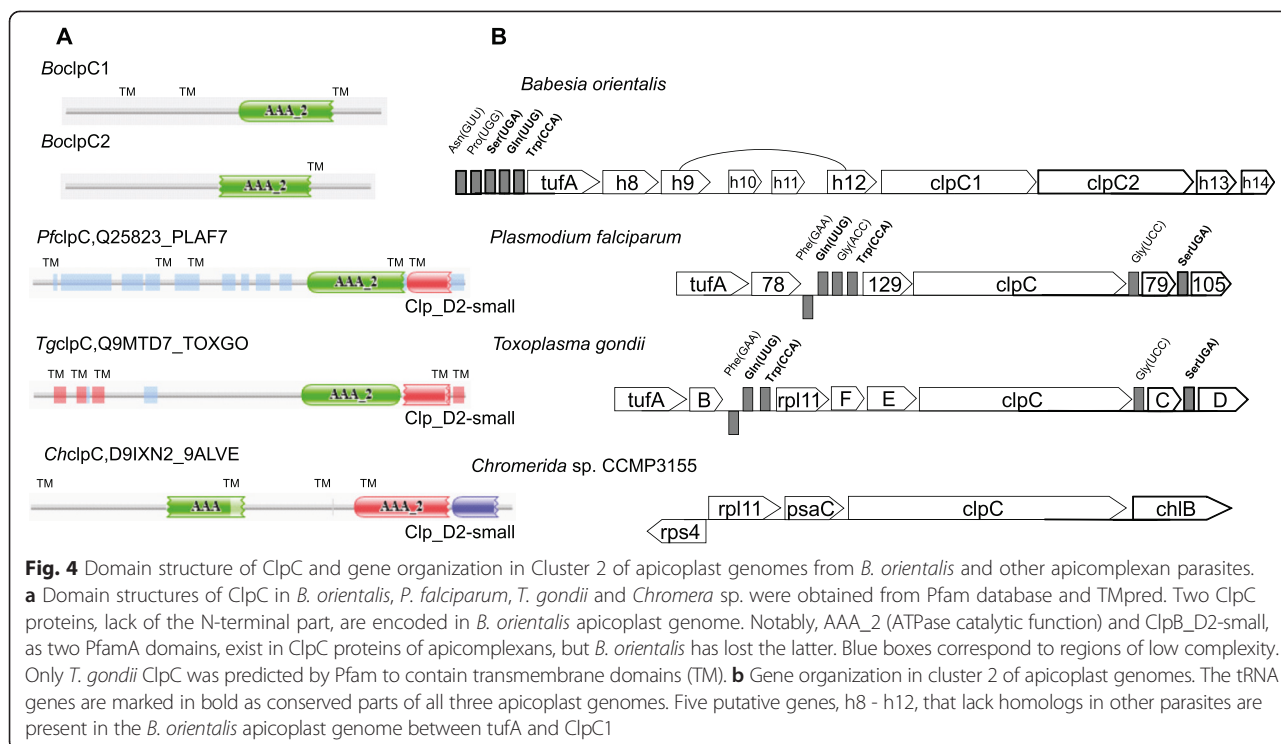 A
B
BoclpC1
TM TM TM
AAA_2
BoclpC2
TM
AAA_2
PfclpC,Q25823_PLAF7
TM TM TM TM TM
AAA_2
Clp_D2-small
TgclpC,Q9MTD7_TOXGO
TM TM TM TM TM
AAA_2
Clp_D2-small
ChclpC,D9IXN2_9ALVE
TM TM TM TM
AAA AAA_2
Clp_D2-small
Babesia orientalis
Asn(GUU) Pro(UGG) Ser(UGA) Gln(UUG) Trp(CCA)
tufA h8 h9 h10 h11 h12 clpC1 clpC2 h13 h14
Plasmodium falciparum
Phe(GAA) Gln(UUG) Gly(ACC) Trp(CCA) Gly(UCC) SerUGA)
tufA 78 129 clpC 79 105
Toxoplasma gondii
Phe(GAA) Gln(UUG) Trp(CCA) Gly(UCC) SerUGA)
tufA B rpl11 F E clpC C D
Chromerida sp. CCMP3155
rpl11 psaC clpC chlB
rps4
Fig. 4 Domain structure of ClpC and gene organization in Cluster 2 of apicoplast genomes from B. orientalis and other apicomplexan parasites.
a Domain structures of ClpC in B. orientalis, P. falciparum, T. gondii and Chromera sp. were obtained from Pfam database and TMpred. Two ClpC
proteins, lack of the N-terminal part, are encoded in B. orientalis apicoplast genome. Notably, AAA_2 (ATPase catalytic function) and ClpB_D2-small,
as two PfamA domains, exist in ClpC proteins of apicomplexans, but B. orientalis has lost the latter. Blue boxes correspond to regions of low complexity.
Only T. gondii ClpC was predicted by Pfam to contain transmembrane domains (TM). b Gene organization in cluster 2 of apicoplast genomes. The tRNA
genes are marked in bold as conserved parts of all three apicoplast genomes. Five putative genes, h8 - h12, that lack homologs in other parasites are
present in the B. orientalis apicoplast genome between tufA and ClpC1